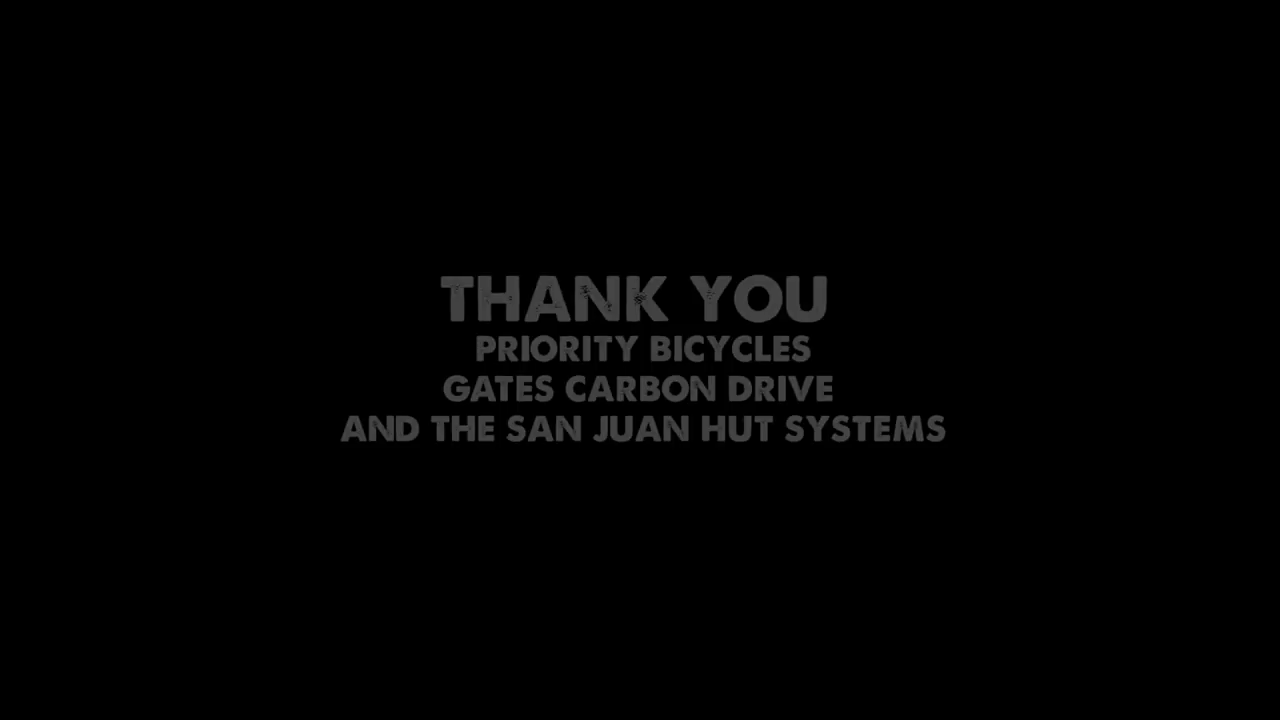 THANK YOU
PRIORITY BICYCLES
GATES CARBON DRIVE
AND THE SAN JUAN HUT SYSTEMS